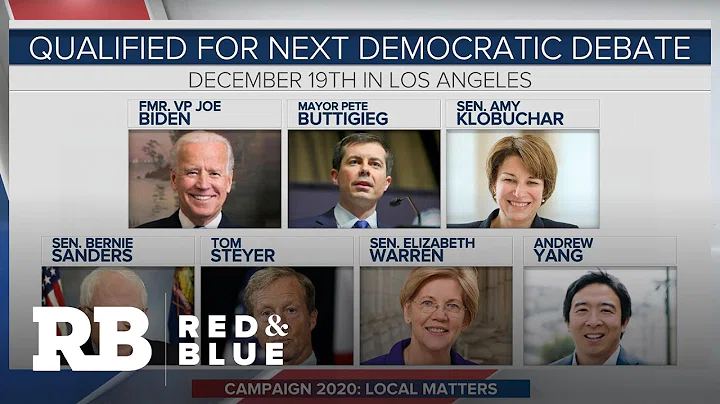 QUALIFIED FOR NEXT DEMOCRATIC DEBATE
DECEMBER 19TH IN LOS ANGELES
FMR. VP JOE
BIDEN
MAYOR PETE
BUTTIGIEG
SEN. AMY
KLOBUCHAR
SEN. BERNIE
SANDERS
TOM
STEYER
SEN. ELIZABETH
WARREN
ANDREW
YANG
RB
RED &
BLUE
CAMPAIGN 2020: LOCAL MATTERS